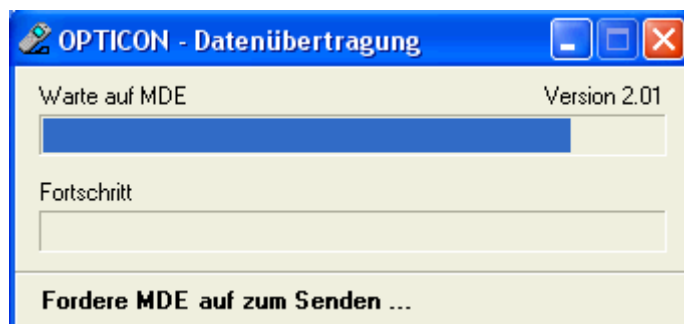 OPTICON - Datenübertragung
Warte auf MDE Version 2.01
Fortschritt
Fordere MDE auf zum Senden ...